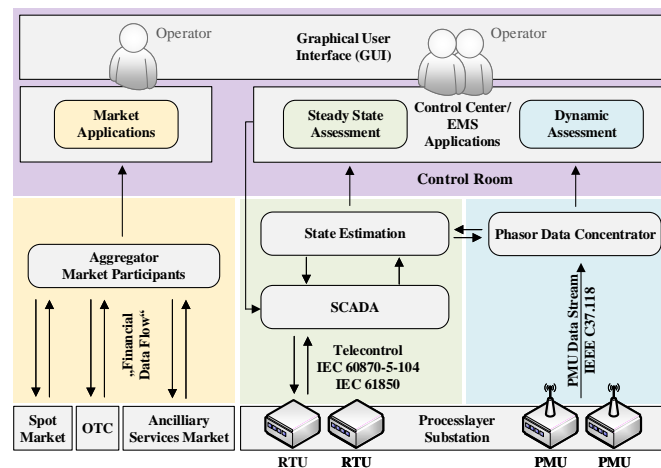 Operator
Operator
Graphical User
Interface (GUI)
Market
Applications
Steady State
Assessment
Control Center/
EMS
Applications
Dynamic
Assessment
Control Room
Aggregator
Market Participants
State Estimation
Phasor Data Concentrator
SCADA
„Financial
Data Flow“
Telecontrol
IEC 60870-5-104
IEC 61850
PMU Data Stream
IEEE C37.118
Spot
Market
OTC
Ancilliary
Services Market
Processlayer
Substation
RTU
RTU
PMU
PMU